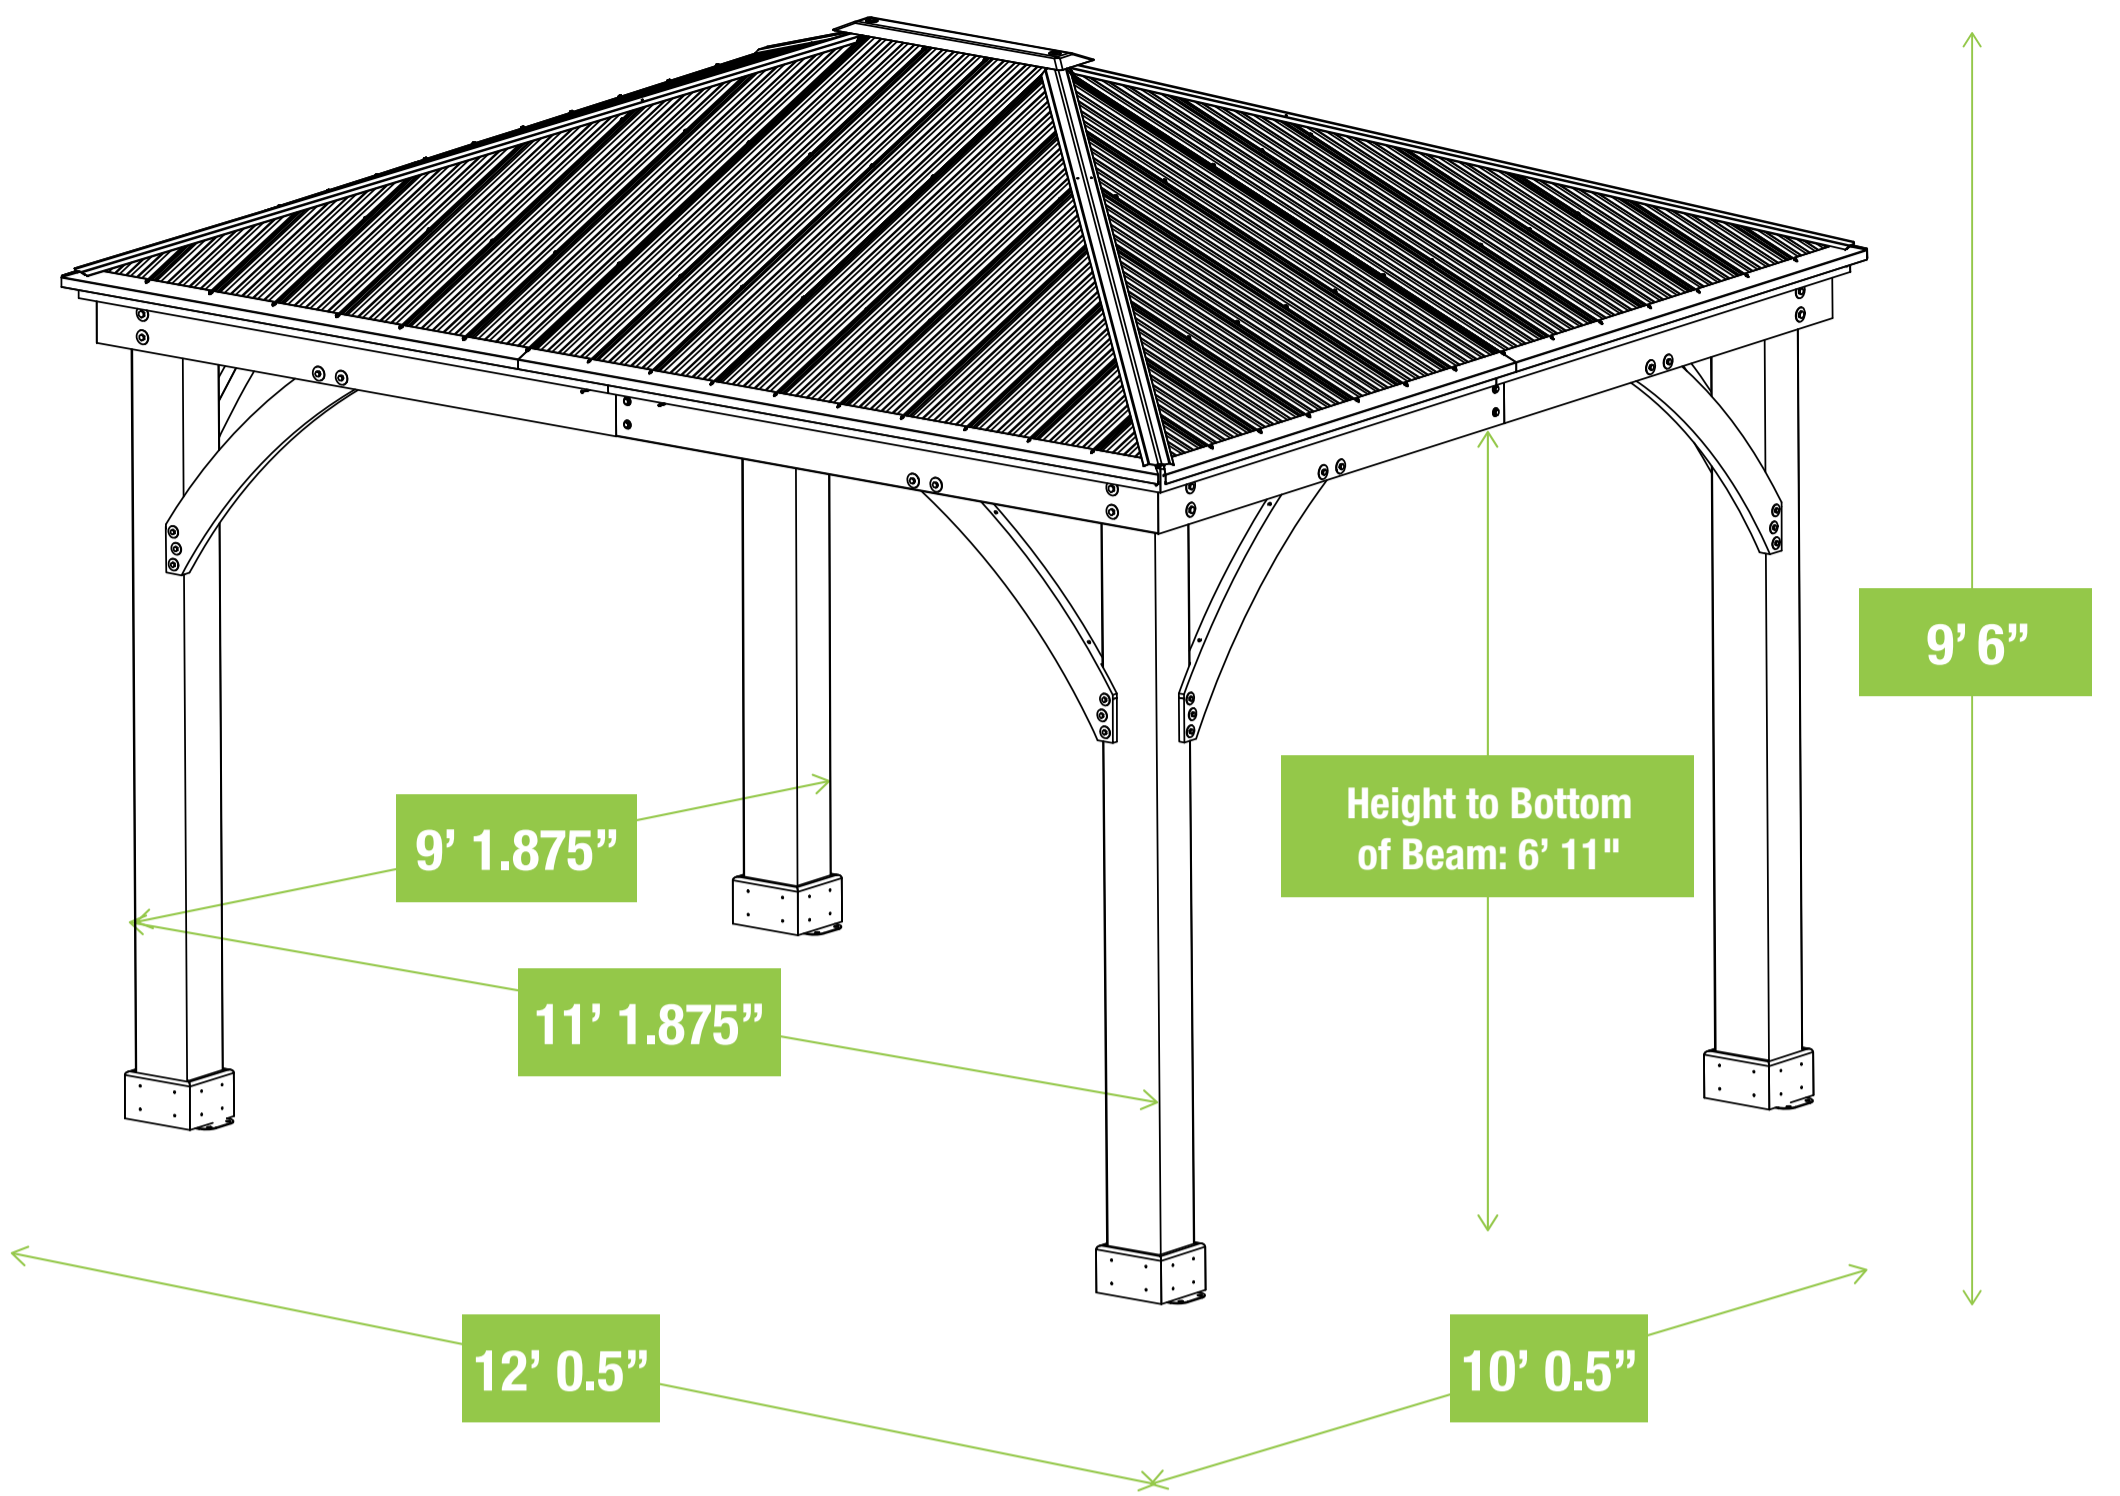 9’ 6”
Height to Bottom
of Beam: 6’ 11"
9’ 1.875”
11’ 1.875”
12’ 0.5”
10’ 0.5”